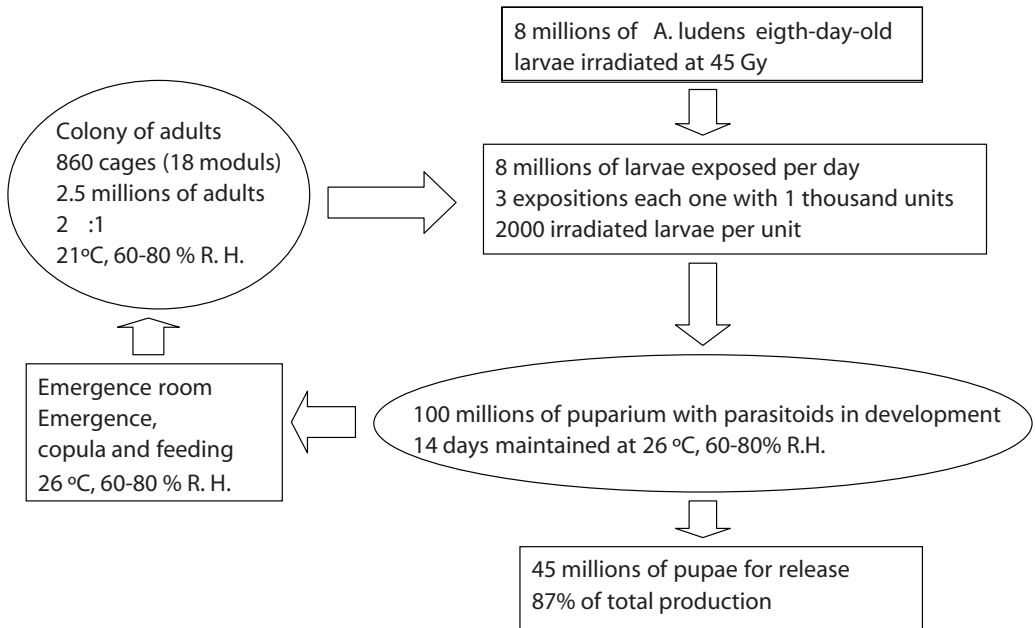 8 millions of A. ludens eigth-day-old
larvae irradiated at 45 Gy
Colony of adults
860 cages (18 moduls)
2.5 millions of adults
2 :1
21ºC, 60-80 % R. H.
8 millions of larvae exposed per day
3 expositions each one with 1 thousand units
2000 irradiated larvae per unit
Emergence room
Emergence,
copula and feeding
26 ºC, 60-80 % R. H.
100 millions of puparium with parasitoids in development
14 days maintained at 26 ºC, 60-80% R.H.
45 millions of pupae for release
87% of total production